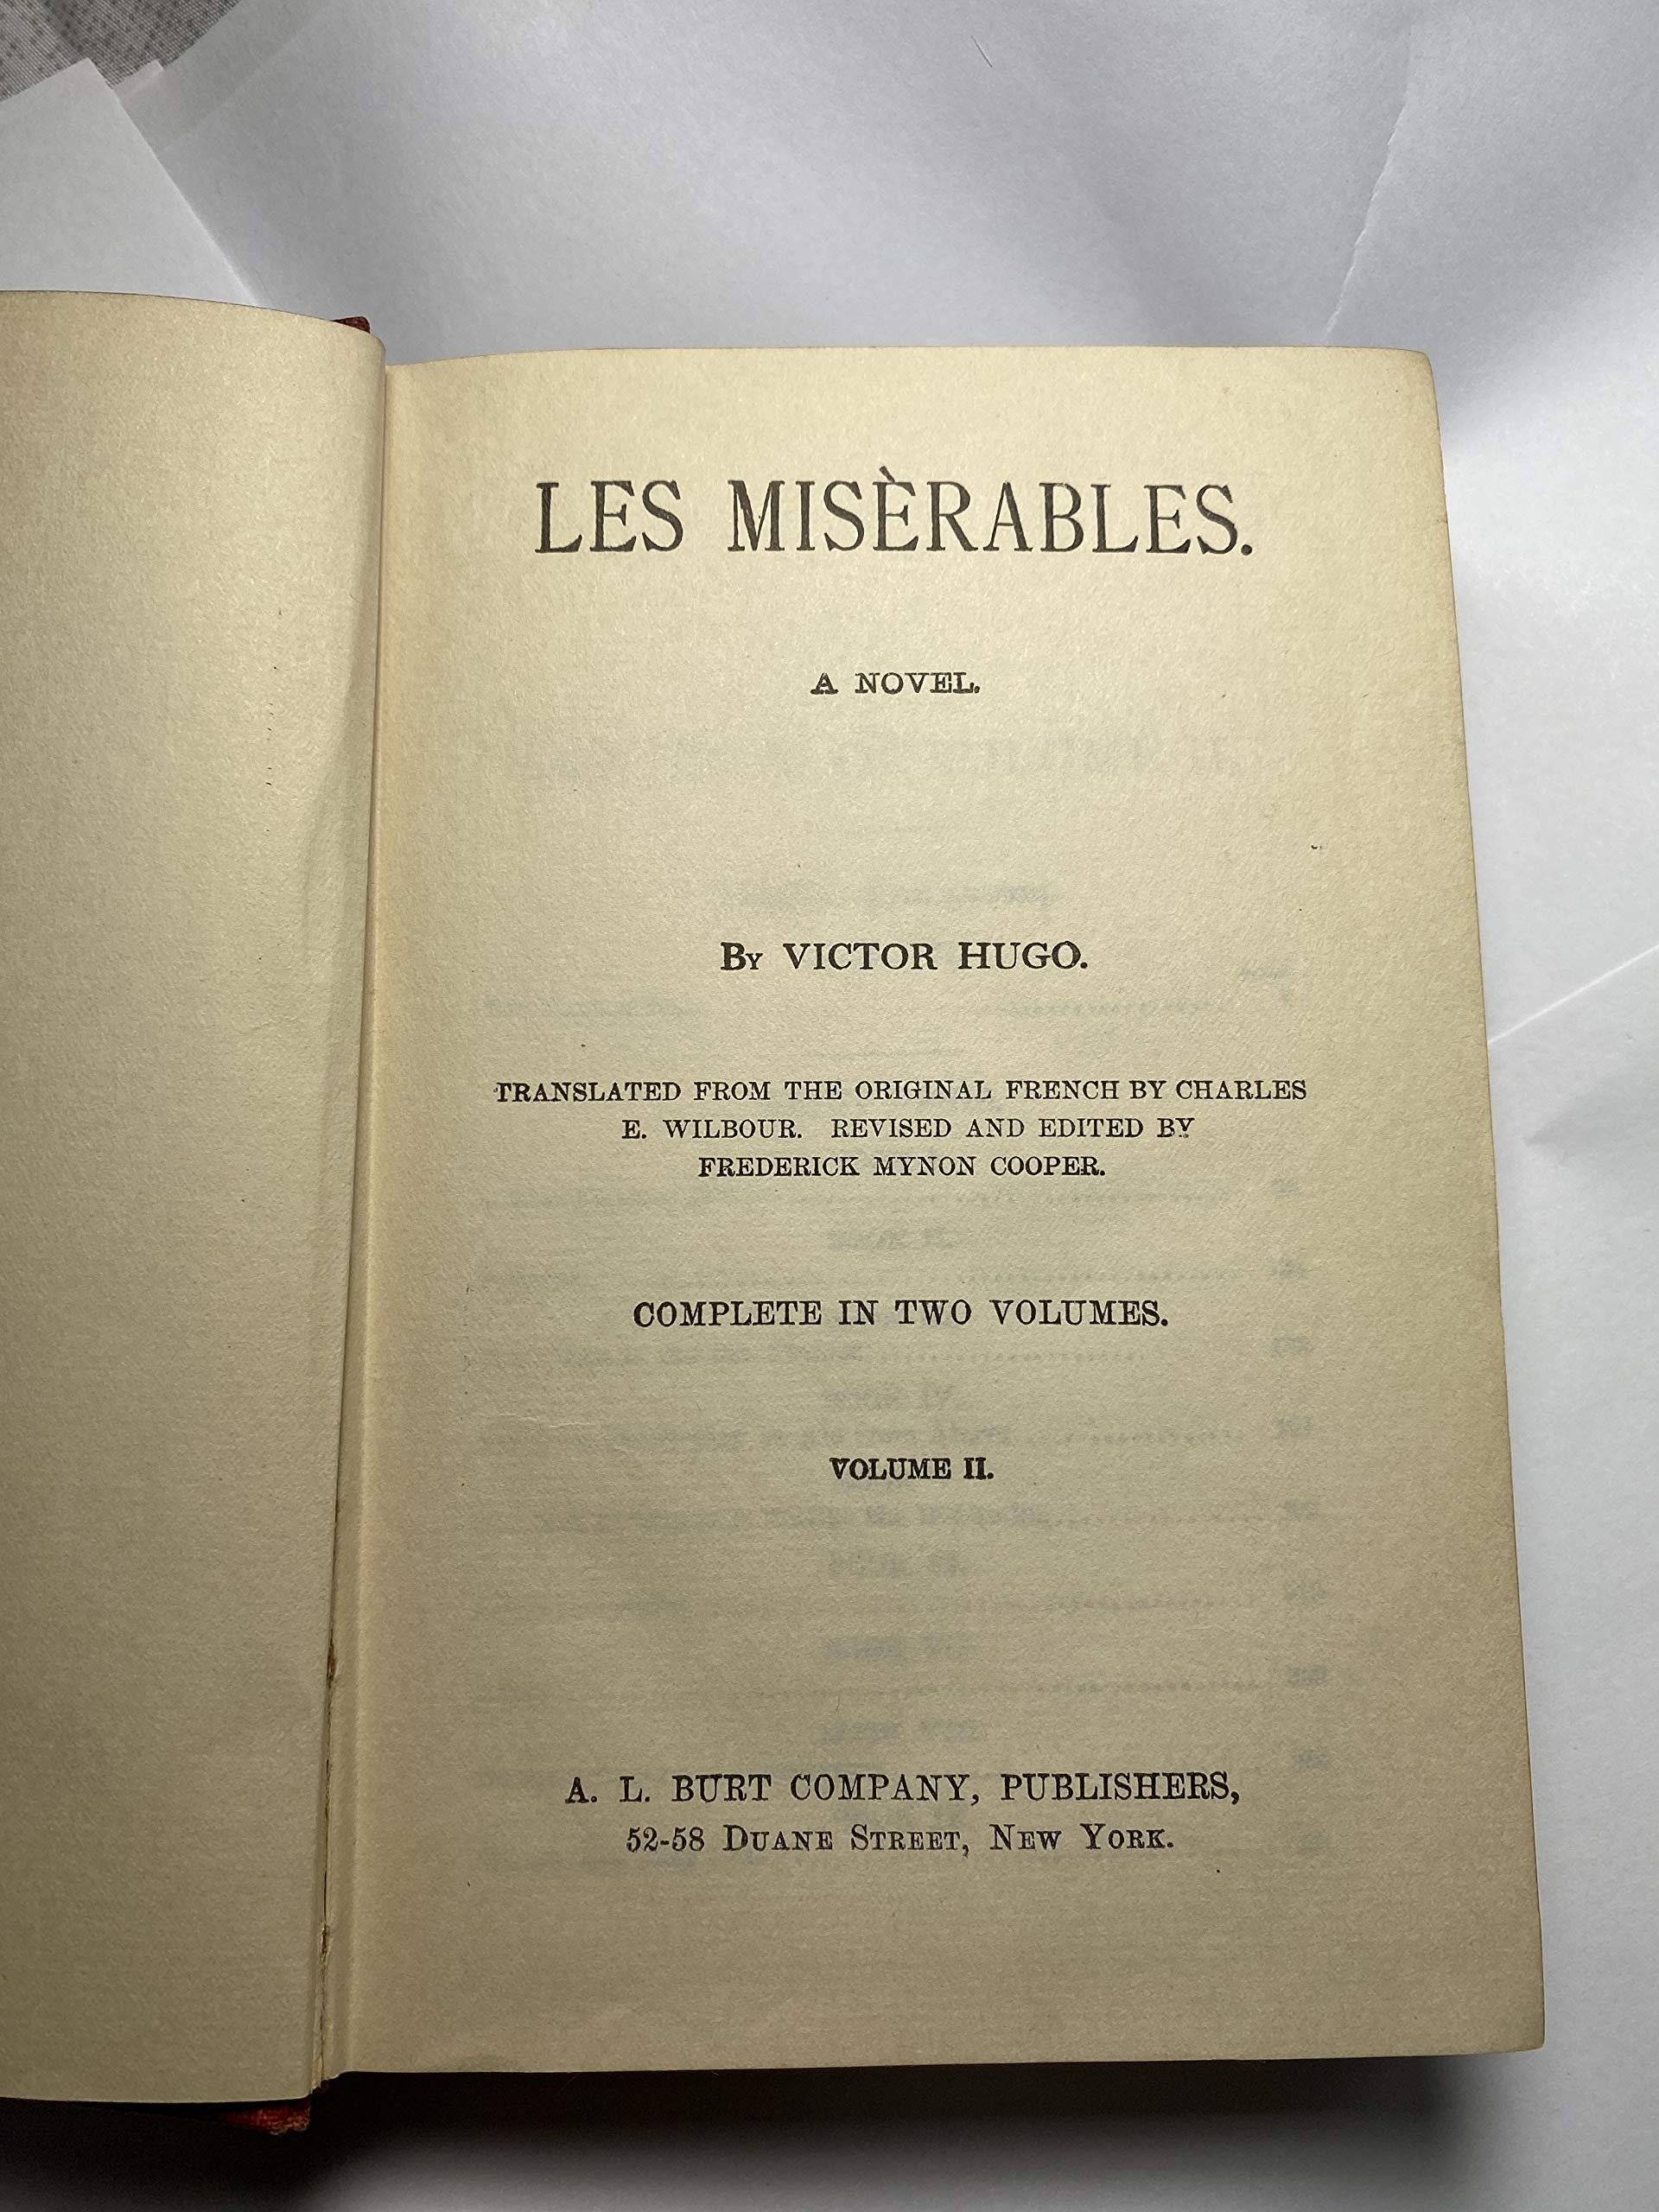 LES MISÈRABLES.
A NOVEL.
By VICTOR HUGO.
TRANSLATED FROM THE ORIGINAL FRENCH BY CHARLES
E. WILBOUR. REVISED AND EDITED BY
FREDERICK MYNON COOPER.
COMPLETE IN TWO VOLUMES.
VOLUME II.
A. L. BURT COMPANY, PUBLISHERS,
52-58 Duane Street, New York.